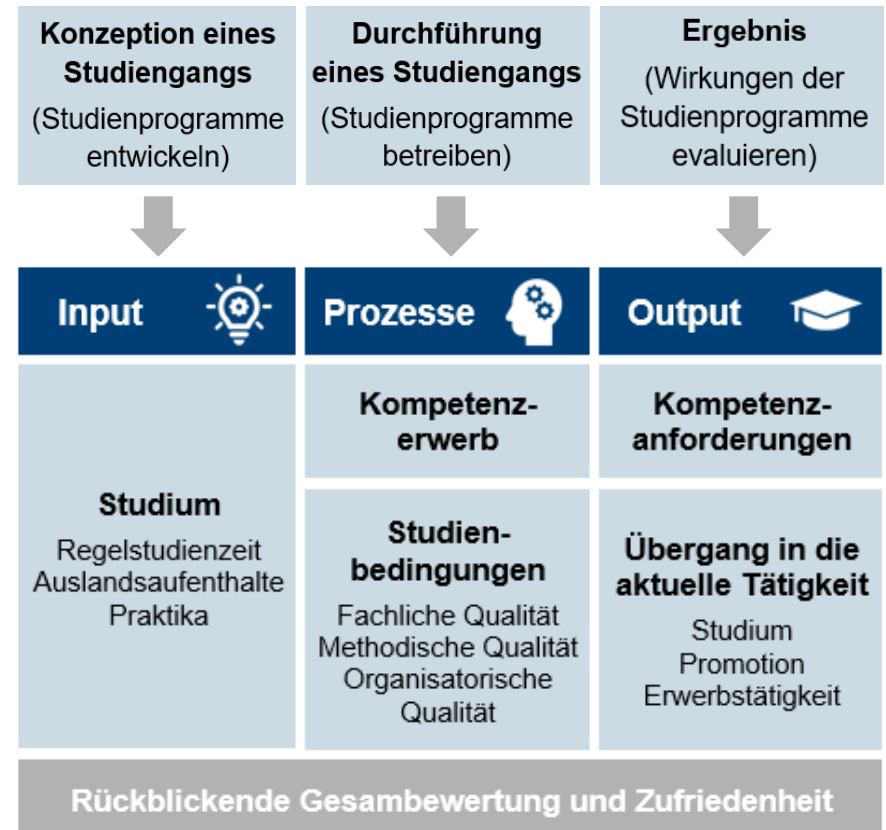 Konzeption eines
Studiengangs
(Studienprogramme
entwickeln)
Durchführung
eines Studiengangs
(Studienprogramme
betreiben)
Ergebnis
(Wirkungen der
Studienprogramme
evaluieren)
Input
Prozesse
Output
Studium
Regelstudienzeit
Auslandsaufenthalte
Praktika
Kompetenz-
erwerb
Studien-
bedingungen
Fachliche Qualität
Methodische Qualität
Organisatorische
Qualität
Kompetenz-
anforderungen
Übergang in die
aktuelle Tätigkeit
Studium
Promotion
Erwerbstätigkeit
Rückblickende Gesambewertung und Zufriedenheit